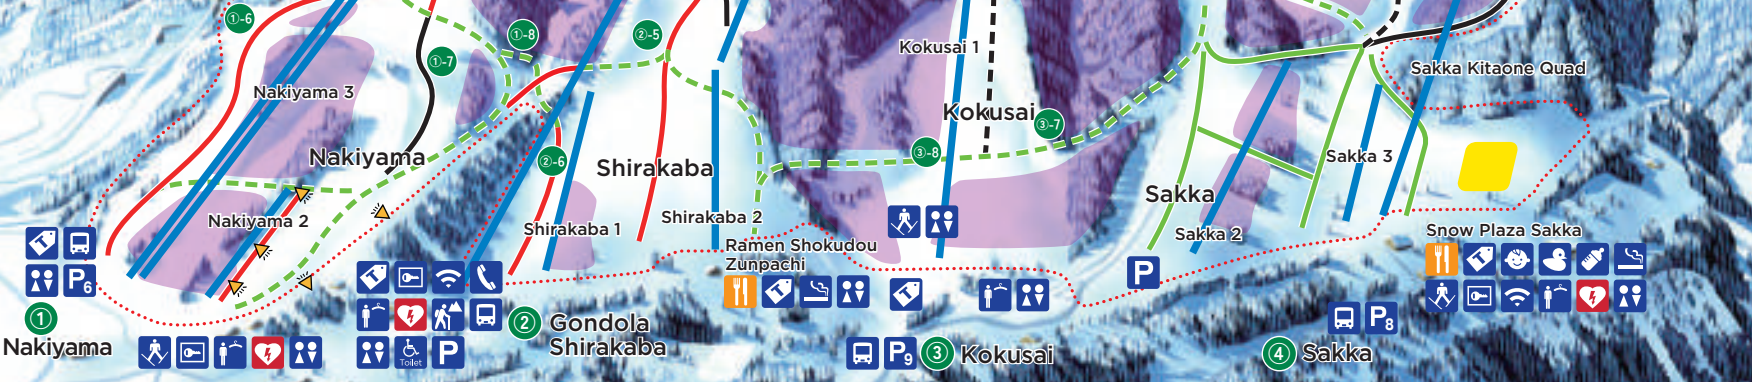 ①-6
①-8
②-5
Kokusai 1
①-7
Sakka Kitaone Quad
Nakiyama 3
Kokusai
③-7
Nakiyama
②-6
Shirakaba
③-8
Sakka 3
Sakka
Nakiyama 2
Shirakaba 1
Shirakaba 2
Sakka 2
Snow Plaza Sakka
Ramen Shokudou
Zunpachi
P6
P
①
Nakiyama
Toilet
P
②
Gondola
Shirakaba
P9
③
Kokusai
④
Sakka
P8